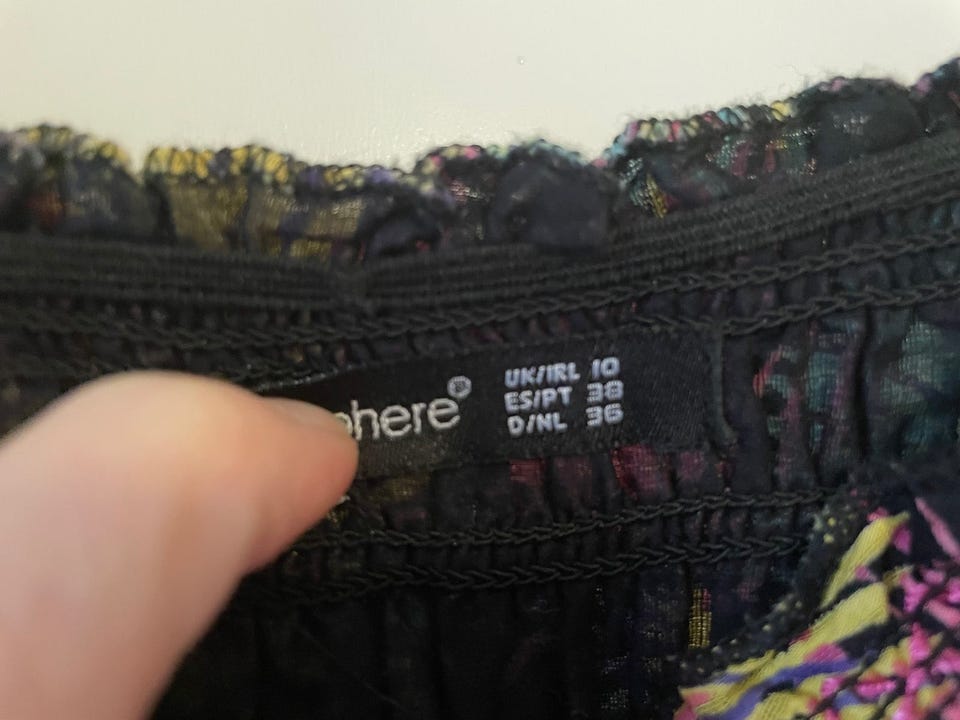 phere®
UK/IRL 10
ES/PT 38
D/NL 36